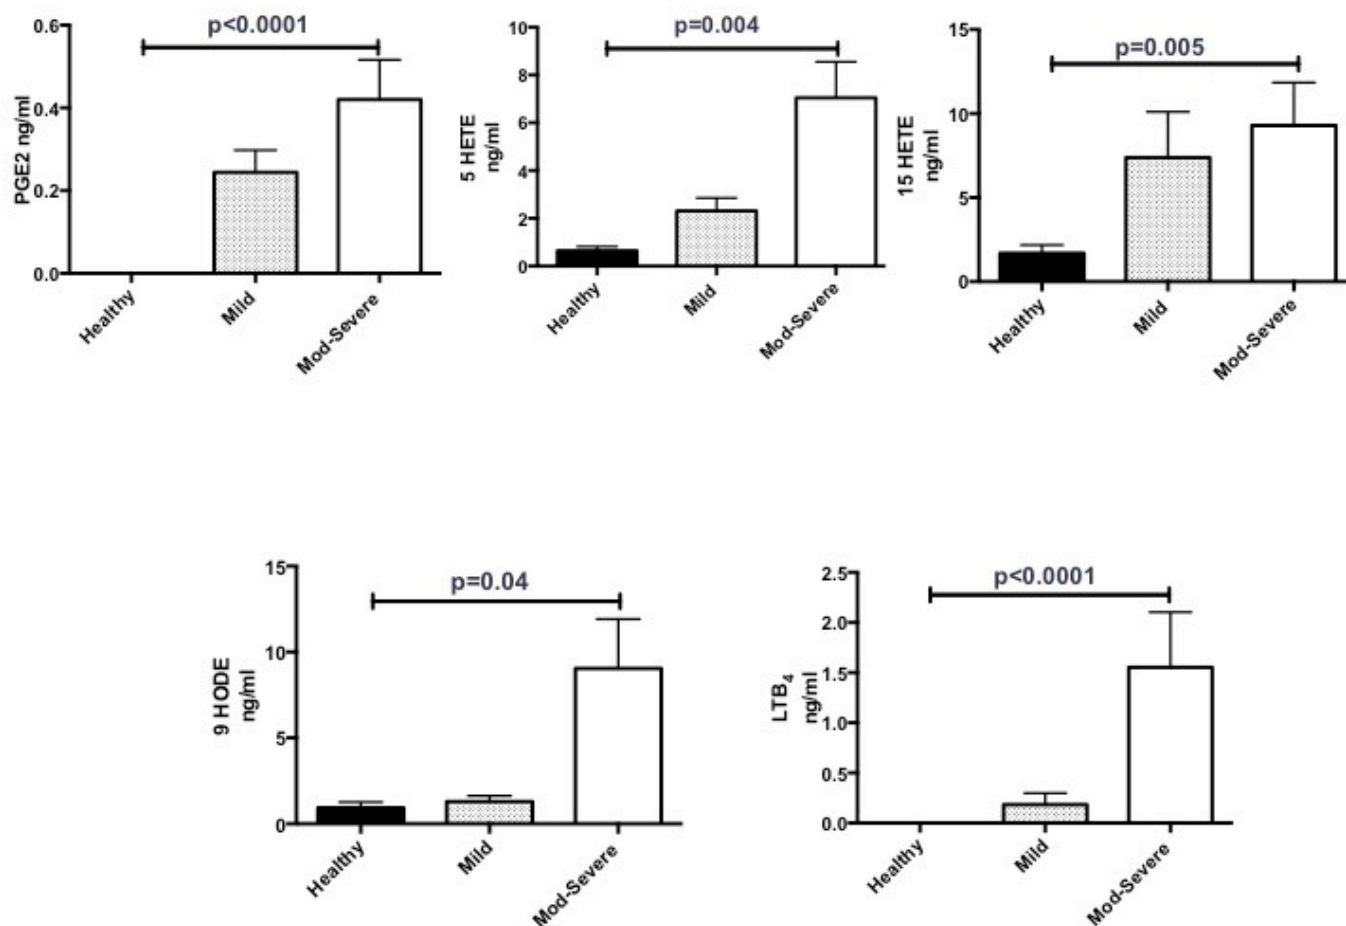 p<0.0001
PGE2 ng/ml
0.6
0.4
0.2
0.0
Healthy
Mild
Mod-Severe
p=0.004
5 HETE
ng/ml
10
8
6
4
2
0
Healthy
Mild
Mod-Severe
p=0.005
15 HETE
ng/ml
15
10
5
0
Healthy
Mild
Mod-Severe
p=0.04
9 HODE
ng/ml
15
10
5
0
Healthy
Mild
Mod-Severe
p<0.0001
LTB₄
ng/ml
2.5
2.0
1.5
1.0
0.5
0.0
Healthy
Mild
Mod-Severe